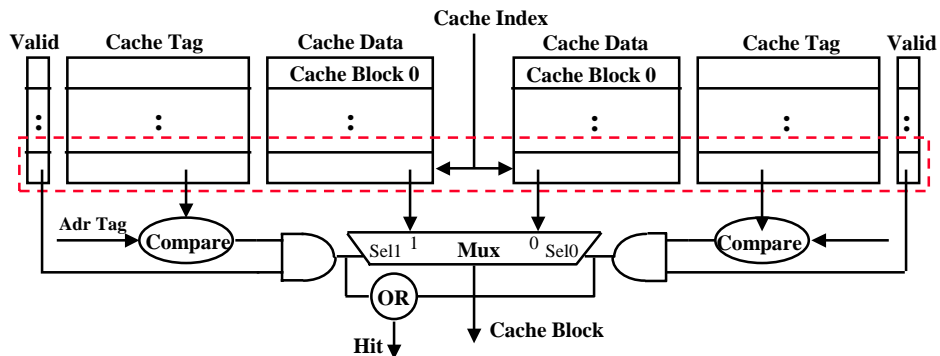 Cache Index
Valid Cache Tag Cache Data Cache Data Cache Tag Valid
Cache Block 0 Cache Block 0
Adr Tag
Compare Sel1 1 Mux 0 Sel0 Compare
OR
Cache Block
Hit